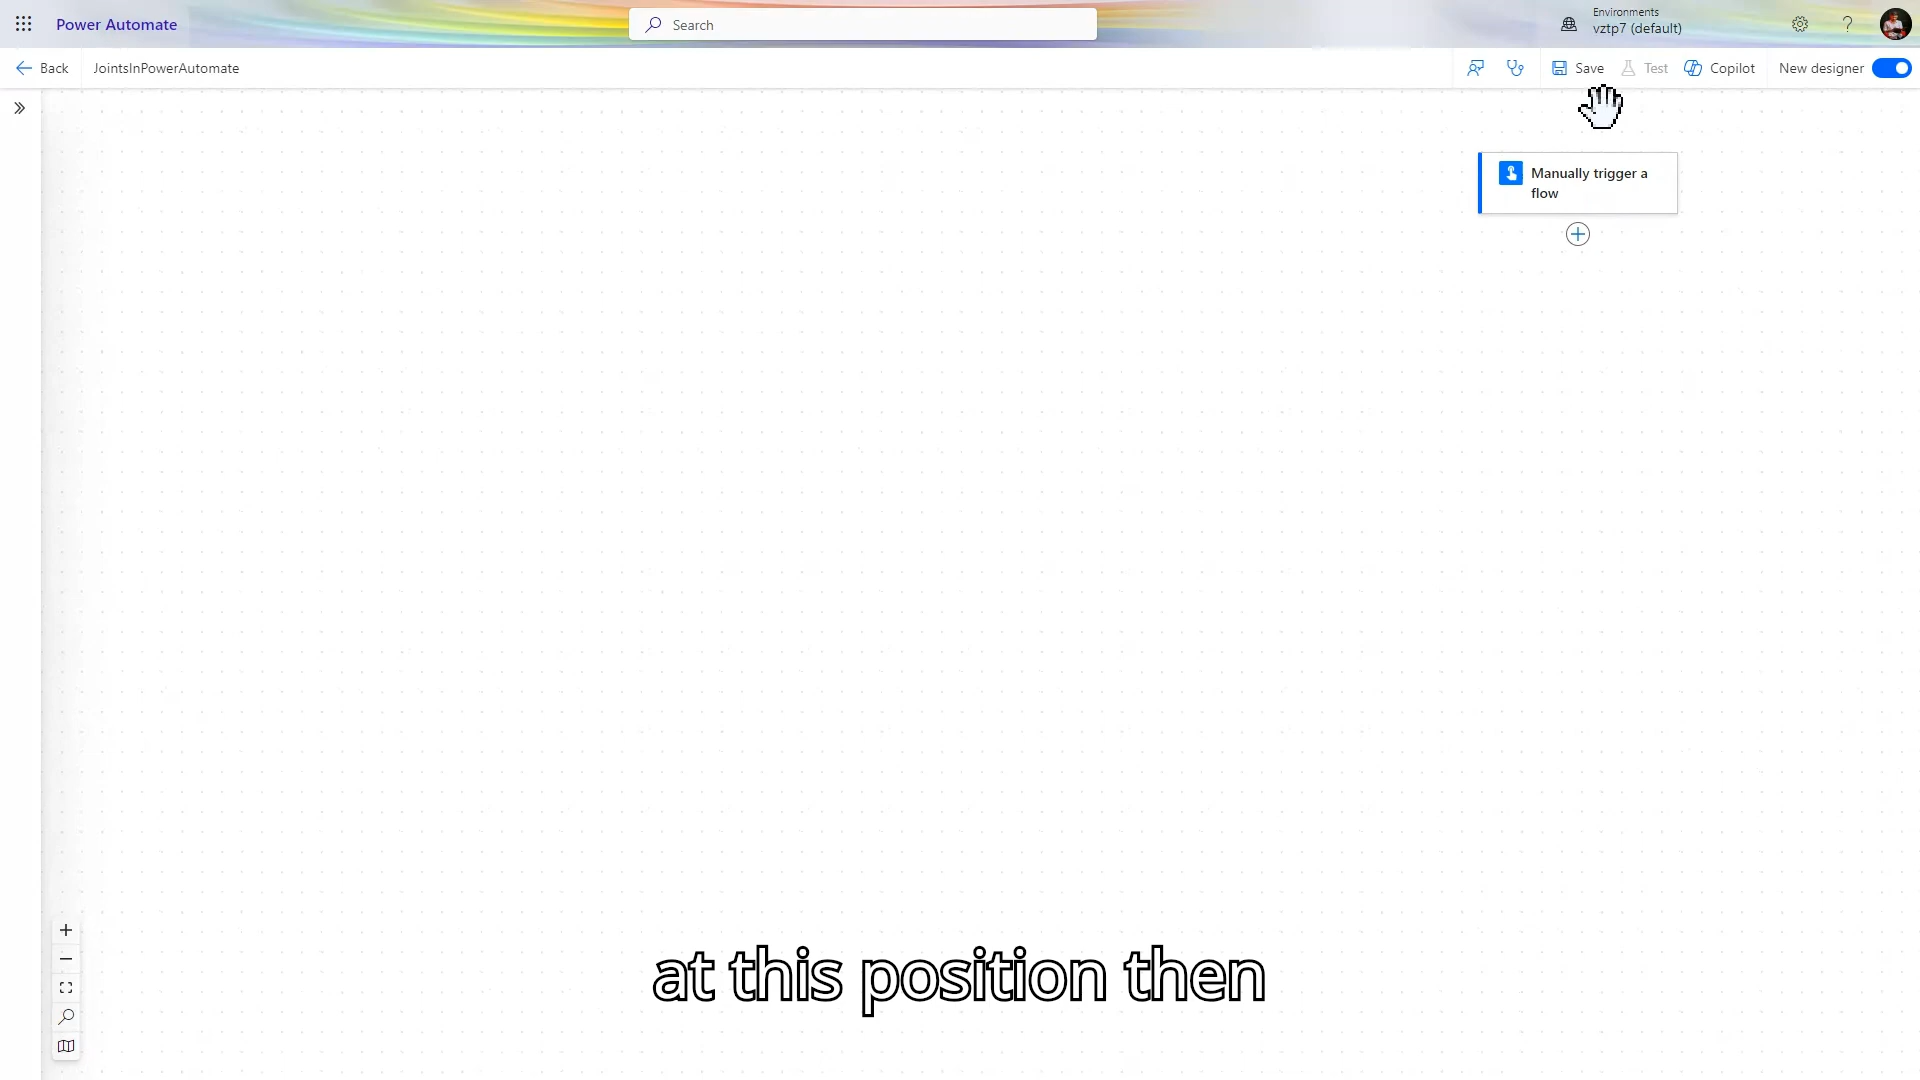 Power Automate
Search
Environments
vztp7 (default)
?
Back
JointsInPowerAutomate
Save
Test
Copilot
New designer
Manually trigger a
flow
at this position then